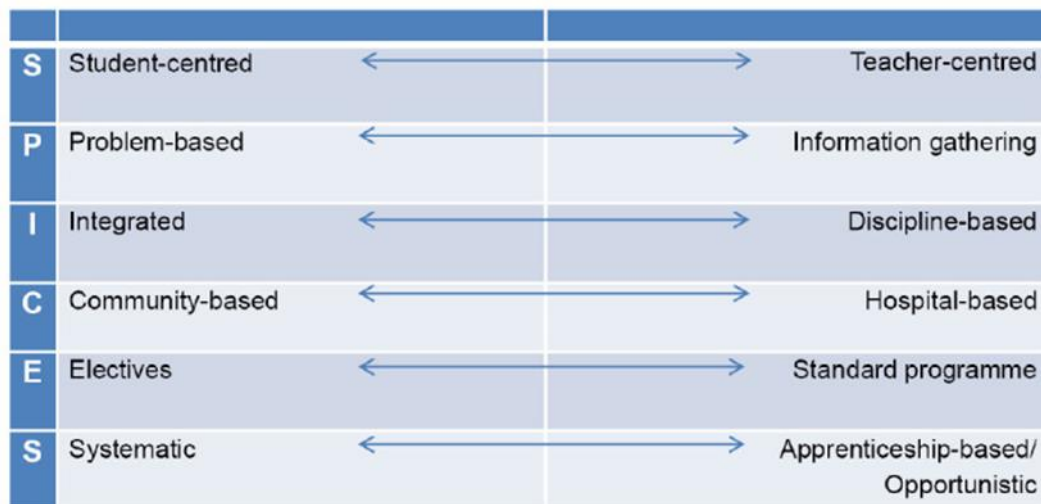 S Student-centred Teacher-centred
P Problem-based Information gathering
I Integrated Discipline-based
C Community-based Hospital-based
E Electives Standard programme
S Systematic Apprenticeship-based/
Opportunistic